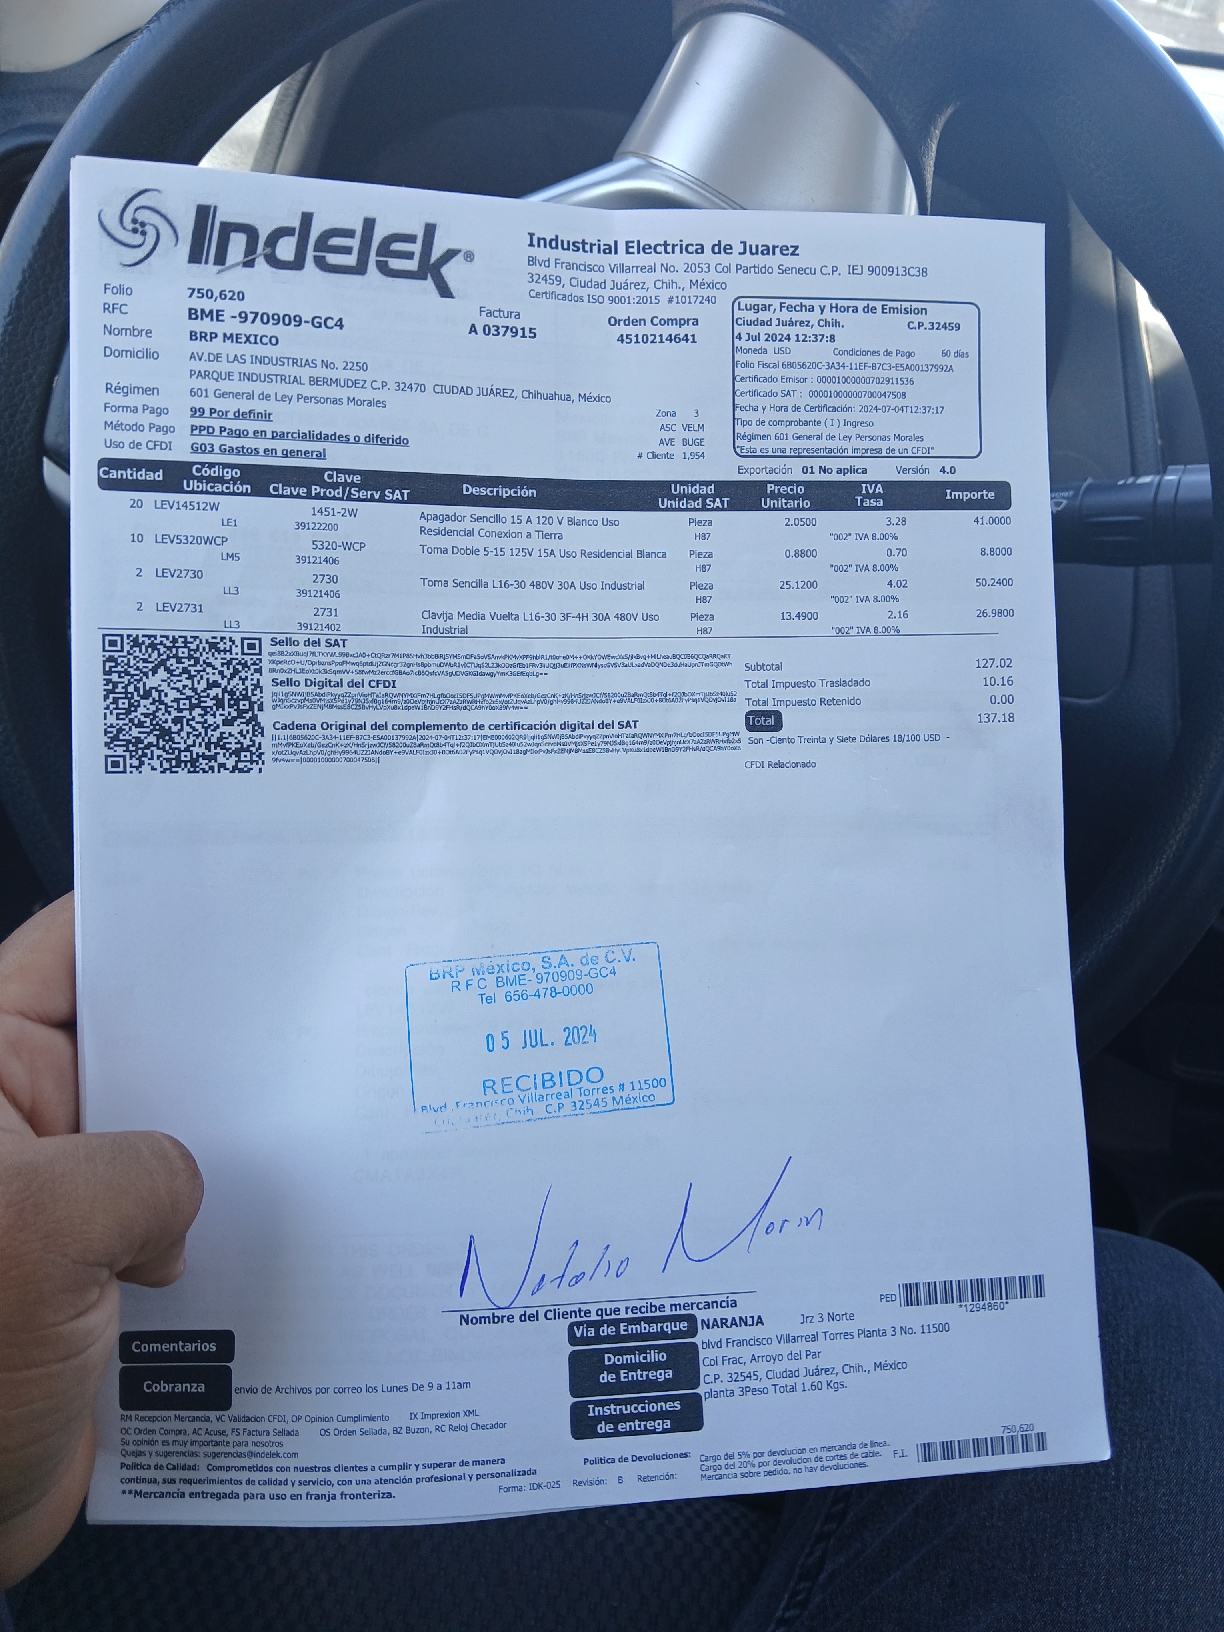 Indelek®
Industrial Electrica de Juarez
Blvd Francisco Villarreal No. 2053 Col Partido Senecu C.P. IEJ 900913C38
32459, Ciudad Juárez, Chih., México
Certificados ISO 9001:2015 #1017240
Folio 750,620
RFC BME -970909-GC4
Nombre BRP MEXICO
Domicilio AV.DE LAS INDUSTRIAS No. 2250
PARQUE INDUSTRIAL BERMUDEZ C.P. 32470 CIUDAD JUÁREZ, Chihuahua, México
Régimen 601 General de Ley Personas Morales
Forma Pago 99 Por definir
Método Pago PPD Pago en parcialidades o diferido
Uso de CFDI G03 Gastos en general
Factura
A 037915
Orden Compra
4510214641
Zona 3
ASC VELM
AVE BUGE
# Cliente 1,954
Lugar, Fecha y Hora de Emision
Ciudad Juárez, Chih. C.P.32459
4 Jul 2024 12:37:8
Moneda USD Condiciones de Pago 60 días
Folio Fiscal 6B05620C-3A34-11EF-B7C3-E5A00137992A
Certificado Emisor : 00001000000702911536
Certificado SAT : 00001000000700047508
Fecha y Hora de Certificación: 2024-07-04T12:37:17
Tipo de comprobante ( I ) Ingreso
Régimen 601 General de Ley Personas Morales
"Esta es una representación impresa de un CFDI"
Exportación 01 No aplica Versión 4.0
Cantidad Código Clave Descripción Unidad Precio IVA Importe
Ubicación Clave Prod/Serv SAT Unidad SAT Unitario Tasa
20 LEV14512W 1451-2W Apagador Sencillo 15 A 120 V Blanco Uso Pieza 2.0500 3.28 41.0000
LE1 39122200 Residencial Conexion a Tierra H87 "002" IVA 8.00%
10 LEV5320WCP 5320-WCP Toma Doble 5-15 125V 15A Uso Residencial Blanca Pieza 0.8800 0.70 8.8000
LM5 39121406 H87 "002" IVA 8.00%
2 LEV2730 2730 Toma Sencilla L16-30 480V 30A Uso Industrial Pieza 25.1200 4.02 50.2400
LL3 39121406 H87 "002" IVA 8.00%
2 LEV2731 2731 Clavija Media Vuelta L16-30 3F-4H 30A 480V Uso Pieza 13.4900 2.16 26.9800
LL3 39121402 Industrial H87 "002" IVA 8.00%
Sello del SAT
Sello Digital del CFDI
Cadena Original del complemento de certificación digital del SAT
Subtotal 127.02
Total Impuesto Trasladado 10.16
Total Impuesto Retenido 0.00
Total 137.18
Son -Ciento Treinta y Siete Dólares 18/100 USD -
CFDI Relacionado
BRP México, S.A. de C.V.
RFC BME-970909-GC4
Tel 656-478-0000
05 JUL. 2024
RECIBIDO
Blvd. Francisco Villarreal Torres # 11500
Chih C.P 32545 México
Natalio Morin
Nombre del Cliente que recibe mercancía
PED *1294860*
Vía de Embarque NARANJA Jrz 3 Norte
Domicilio de Entrega
blvd Francisco Villarreal Torres Planta 3 No. 11500
Col Frac, Arroyo del Par
C.P. 32545, Ciudad Juárez, Chih., México
planta 3Peso Total 1.60 Kgs.
Instrucciones de entrega
Comentarios
Cobranza envio de Archivos por correo los Lunes De 9 a 11am
RM Recepcion Mercancia, VC Validacion CFDI, OP Opinion Cumplimiento IX Imprexion XML
OC Orden Compra, AC Acuse, FS Factura Sellada OS Orden Sellada, BZ Buzon, RC Reloj Checador
Su opinión es muy importante para nosotros
Quejas y sugerencias: sugerencias@indelek.com
Política de Calidad: Comprometidos con nuestros clientes a cumplir y superar de manera
continua, sus requerimientos de calidad y servicio, con una atención profesional y personalizada
**Mercancía entregada para uso en franja fronteriza.
Forma: IDK-025 Revisión: B Retención:
Politica de Devoluciones: Cargo del 5% por devolucion en mercancia de linea.
Cargo del 20% por devolucion de cortes de cable.
Mercancia sobre pedido, no hay devoluciones.
F.I. 750,620